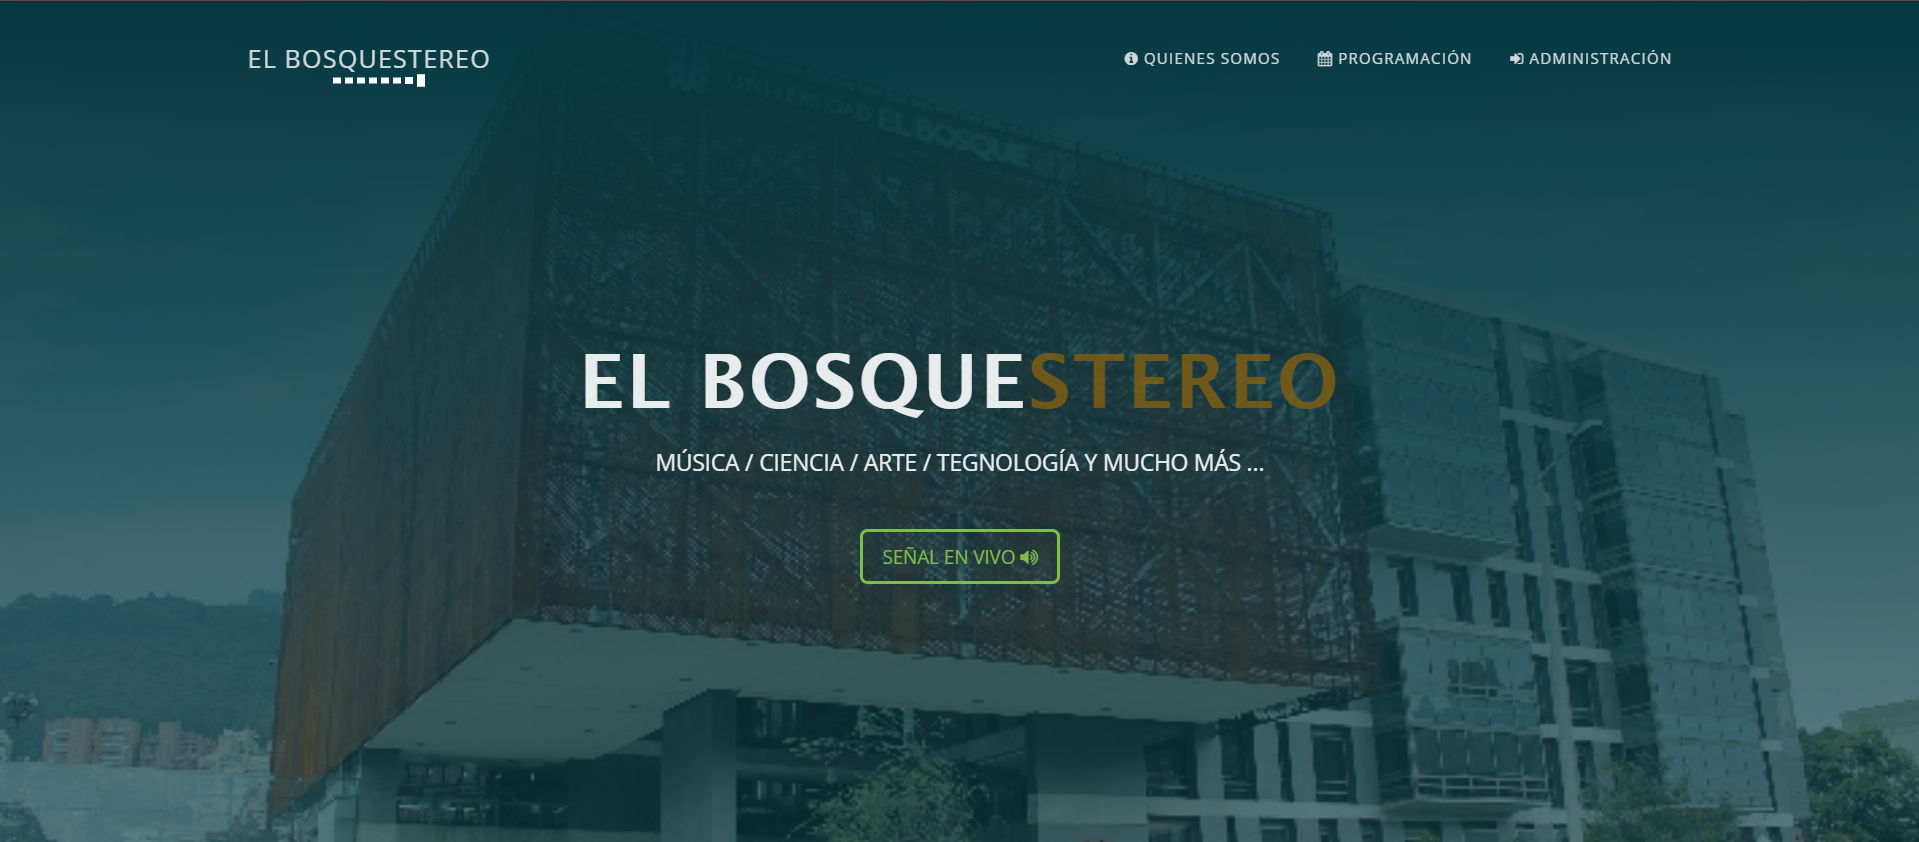 EL BOSQUESTEREO
QUIENES SOMOS
PROGRAMACIÓN
ADMINISTRACIÓN
UNIVERSIDAD EL BOSQUE
EL BOSQUESTEREO
MÚSICA / CIENCIA / ARTE / TEGNOLOGÍA Y MUCHO MÁS ...
SEÑAL EN VIVO